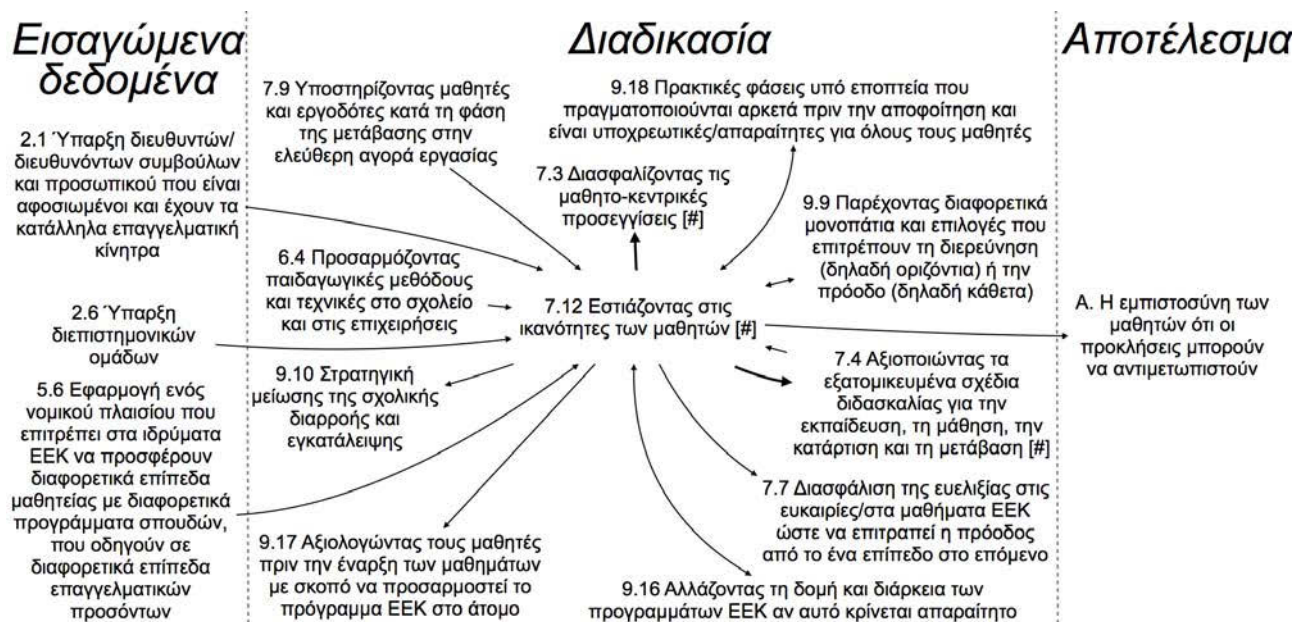 Εισαγώμενα
δεδομένα
2.1 Ύπαρξη διευθυντών/
διευθυνόντων συμβούλων
και προσωπικού που είναι
αφοσιωμένοι και έχουν τα
κατάλληλα επαγγελματική
κίνητρα
2.6 Ύπαρξη
διεπιστημονικών
ομάδων
5.6 Εφαρμογή ενός
νομικού πλαισίου που
επιτρέπει στα ιδρύματα
ΕΕΚ να προσφέρουν
διαφορετικά επίπεδα
μαθητείας με διαφορετικά
προγράμματα σπουδών,
που οδηγούν σε
διαφορετικά επίπεδα
επαγγελματικών
προσόντων
Διαδικασία
7.9 Υποστηρίζοντας μαθητές
και εργοδότες κατά τη φάση
της μετάβασης στην
ελεύθερη αγορά εργασίας
9.18 Πρακτικές φάσεις υπό εποπτεία που
πραγματοποιούνται αρκετά πριν την αποφοίτηση και
είναι υποχρεωτικές/απαραίτητες για όλους τους μαθητές
7.3 Διασφαλίζοντας τις
μαθητο-κεντρικές
προσεγγίσεις [#]
9.9 Παρέχοντας διαφορετικά
μονοπάτια και επιλογές που
επιτρέπουν τη διερεύνηση
(δηλαδή οριζόντια) ή την
πρόοδο (δηλαδή κάθετα)
6.4 Προσαρμόζοντας
παιδαγωγικές μεθόδους
και τεχνικές στο σχολείο
και στις επιχειρήσεις
7.12 Εστιάζοντας στις
ικανότητες των μαθητών [#]
9.10 Στρατηγική
μείωσης της σχολικής
διαρροής και
εγκατάλειψης
7.4 Αξιοποιώντας τα
εξατομικευμένα σχέδια
διδασκαλίας για την
εκπαίδευση, τη μάθηση, την
κατάρτιση και τη μετάβαση [#]
7.7 Διασφάλιση της ευελιξίας στις
ευκαιρίες/στα μαθήματα ΕΕΚ
ώστε να επιτραπεί η πρόοδος
από το ένα επίπεδο στο επόμενο
9.17 Αξιολογώντας τους μαθητές
πριν την έναρξη των μαθημάτων
με σκοπό να προσαρμοστεί το
πρόγραμμα ΕΕΚ στο άτομο
9.16 Αλλάζοντας τη δομή και διάρκεια των
προγραμμάτων ΕΕΚ αν αυτό κρίνεται απαραίτητο
Αποτέλεσμα
Α. Η εμπιστοσύνη των
μαθητών ότι οι
προκλήσεις μπορούν
να αντιμετωπιστούν